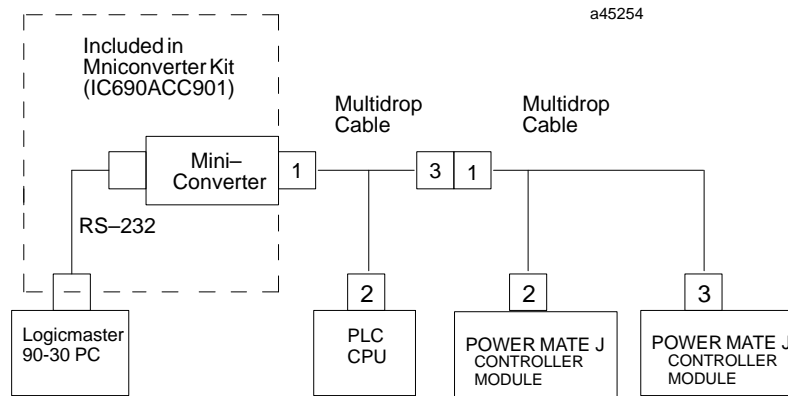 a45254
Included in
Mniconverter Kit
(IC690ACC901)
Multidrop
Cable
Multidrop
Cable
Mini–
Converter
1
3
1
RS–232
2
2
3
Logicmaster
90-30 PC
PLC
CPU
POWER MATE J
CONTROLLER
MODULE
POWER MATE J
CONTROLLER
MODULE